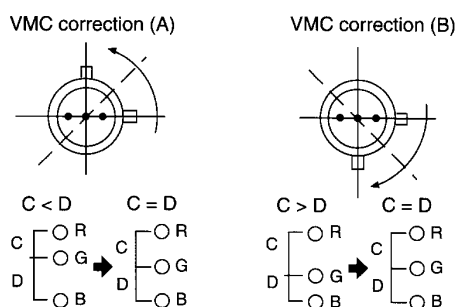 VMC correction (A)
VMC correction (B)
C < D
C = D
C > D
C = D
R
C
G
D
B
R
C
G
D
B
R
C
G
D
B
R
C
G
D
B